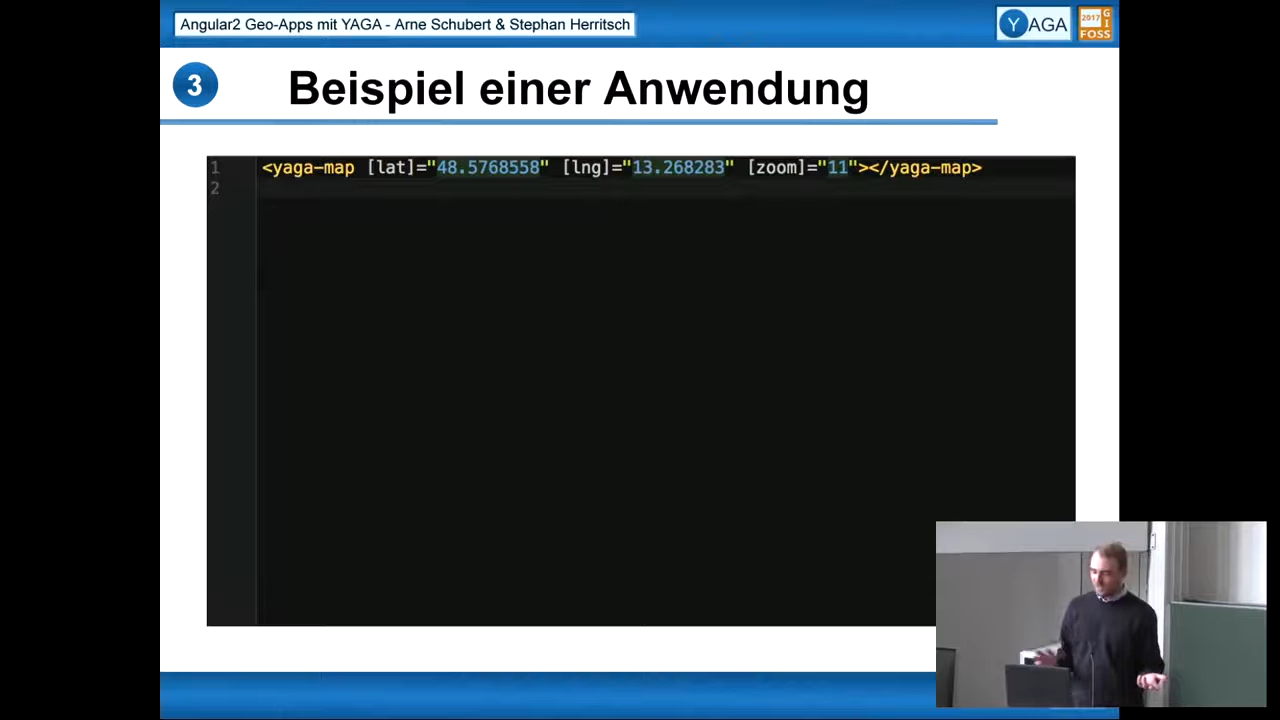 Angular2 Geo-Apps mit YAGA - Arne Schubert & Stephan Herritsch
YAGA
2017
GI
FOSS
3
Beispiel einer Anwendung
1 <yaga-map [lat]="48.5768558" [lng]="13.268283" [zoom]="11"></yaga-map>
2